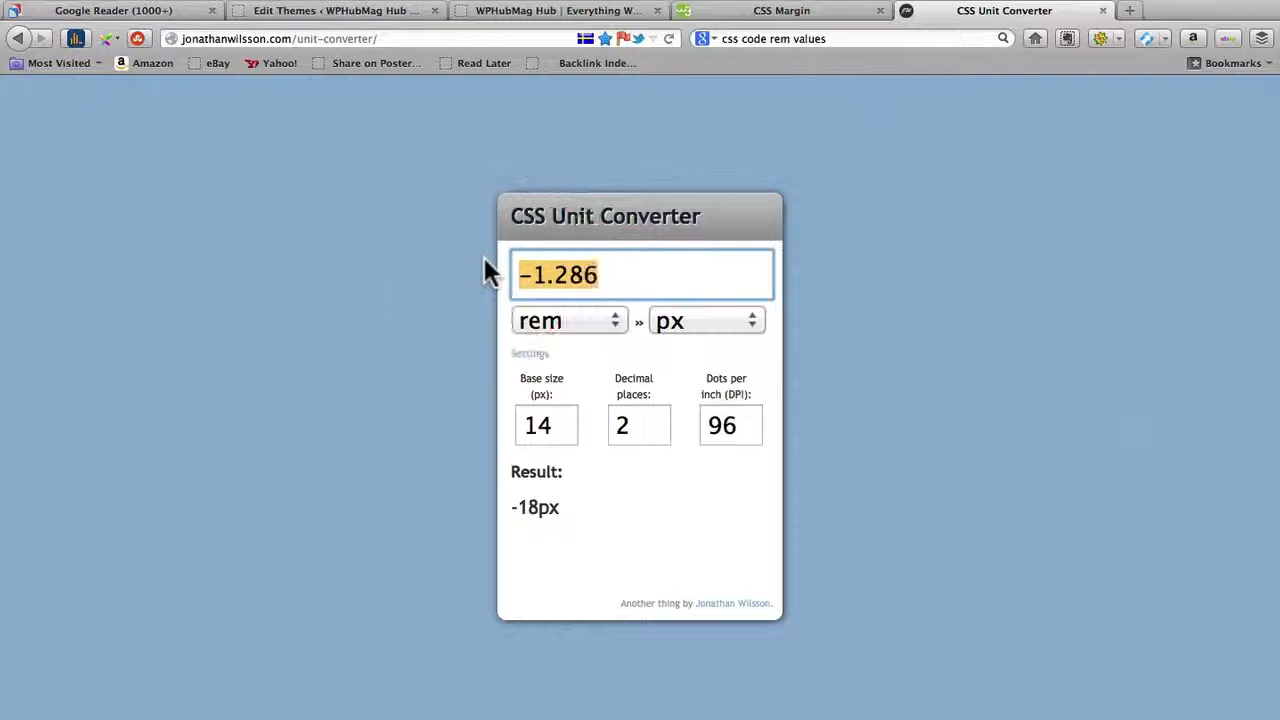 Google Reader (1000+)
Edit Themes ‹ WPHubMag Hub ...
WPHubMag Hub | Everything W...
CSS Margin
CSS Unit Converter
jonathanwilsson.com/unit-converter/
css code rem values
Most Visited
Amazon
eBay
Yahoo!
Share on Poster...
Read Later
Backlink Inde...
Bookmarks
CSS Unit Converter
-1.286
rem » px
Settings
Base size (px):
Decimal places:
Dots per inch (DPI):
14
2
96
Result:
-18px
Another thing by Jonathan Wilsson.